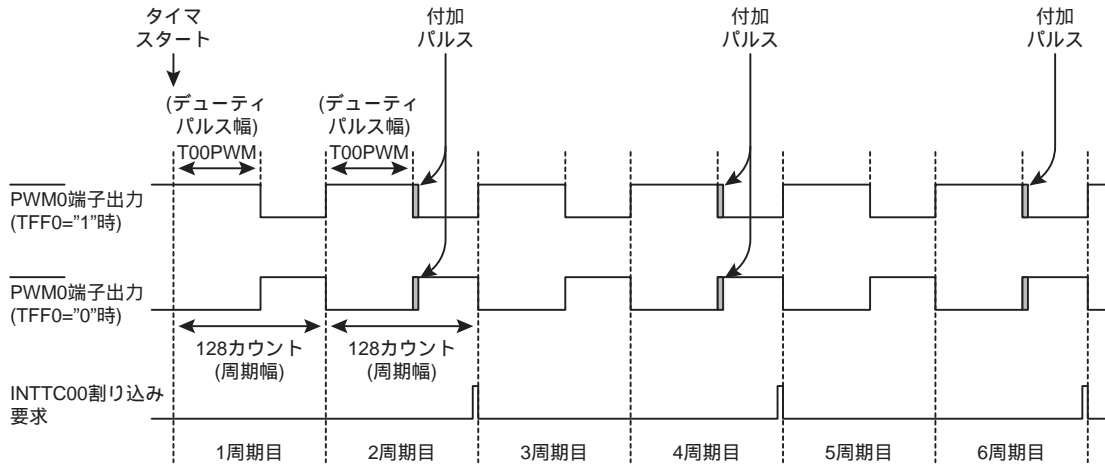 タイマ
スタート
付加
パルス
付加
パルス
付加
パルス
(デューティ
パルス幅)
T00PWM
(デューティ
パルス幅)
T00PWM
PWM0端子出力
(TFF0=”1”時)
PWM0端子出力
(TFF0=”0”時)
128カウント
(周期幅)
128カウント
(周期幅)
INTTC00割り込み
要求
1周期目
2周期目
3周期目
4周期目
5周期目
6周期目